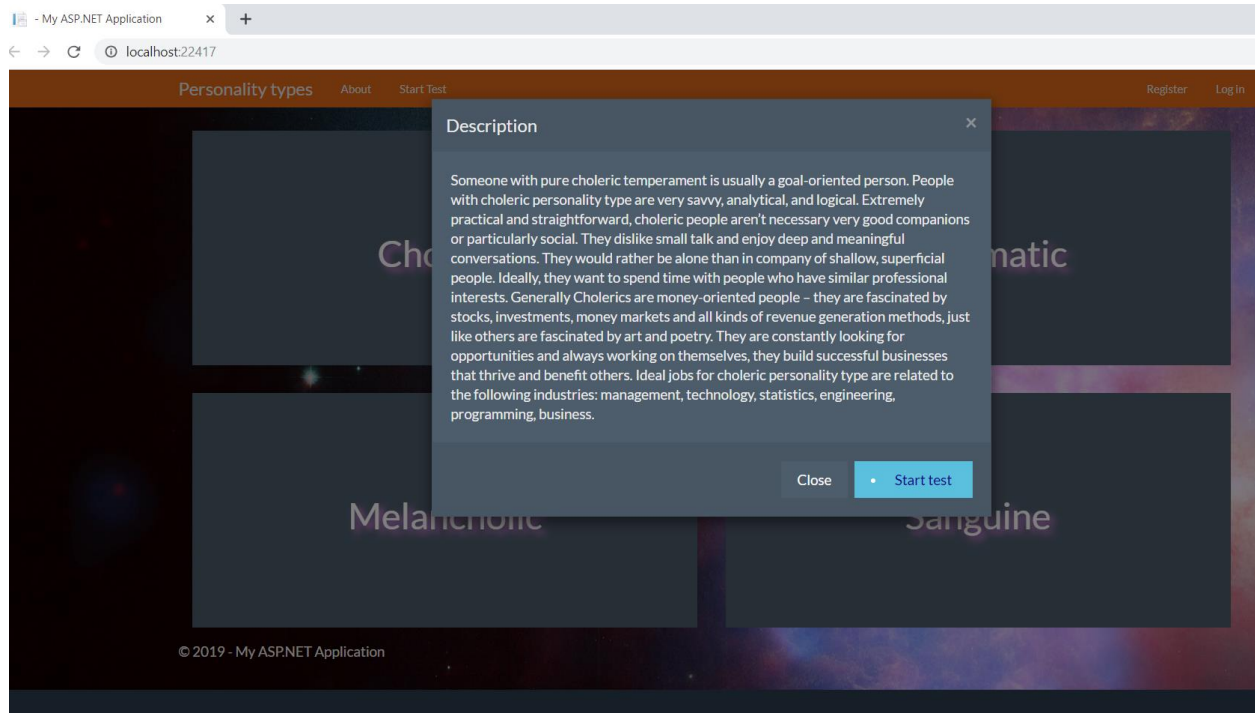 - My ASP.NET Application
localhost:22417
Personality types About Start Test Register Log in
Description ×
Someone with pure choleric temperament is usually a goal-oriented person. People
with choleric personality type are very savvy, analytical, and logical. Extremely
practical and straightforward, choleric people aren't necessary very good companions
or particularly social. They dislike small talk and enjoy deep and meaningful
conversations. They would rather be alone than in company of shallow, superficial
people. Ideally, they want to spend time with people who have similar professional
interests. Generally Cholerics are money-oriented people – they are fascinated by
stocks, investments, money markets and all kinds of revenue generation methods, just
like others are fascinated by art and poetry. They are constantly looking for
opportunities and always working on themselves, they build successful businesses
that thrive and benefit others. Ideal jobs for choleric personality type are related to
the following industries: management, technology, statistics, engineering,
programming, business.
Close • Start test
Melancholic Sanguine
© 2019 - My ASP.NET Application